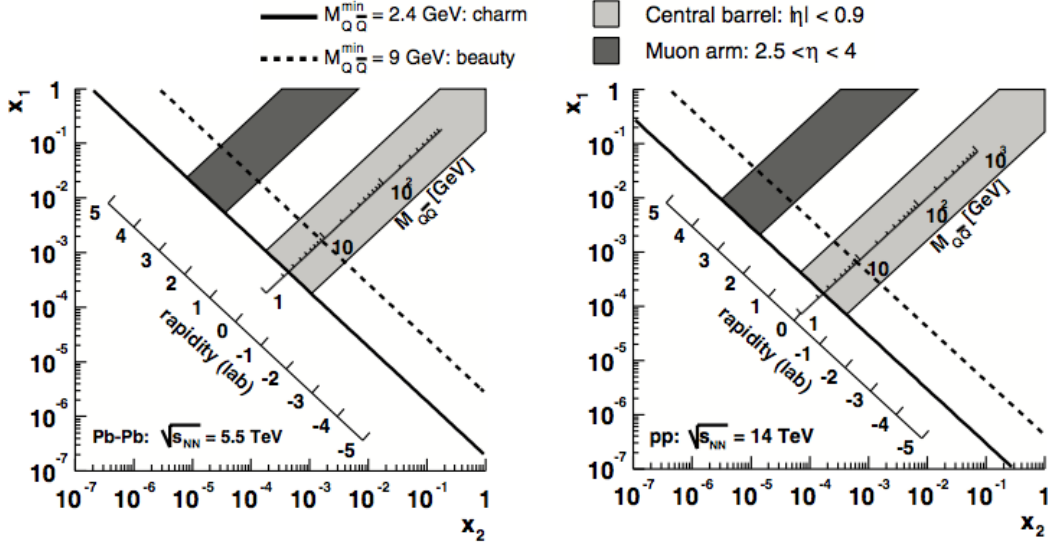 M^min_QQ̅ = 2.4 GeV: charm
M^min_QQ̅ = 9 GeV: beauty
Central barrel: |η| < 0.9
Muon arm: 2.5 <η < 4
x₁
1
10⁻¹
10⁻²
10⁻³
10⁻⁴
10⁻⁵
10⁻⁶
10⁻⁷
5
4
3
2
1
0
-1
-2
-3
-4
-5
rapidity (lab)
1
10
10²
M_QQ̅ [GeV]
Pb-Pb: √s_NN = 5.5 TeV
10⁻⁷ 10⁻⁶ 10⁻⁵ 10⁻⁴ 10⁻³ 10⁻² 10⁻¹ 1
x₂
x₁
1
10⁻¹
10⁻²
10⁻³
10⁻⁴
10⁻⁵
10⁻⁶
10⁻⁷
5
4
3
2
1
0
-1
-2
-3
-4
-5
rapidity (lab)
1
10
10²
10³
M_QQ̅ [GeV]
pp: √s_NN = 14 TeV
10⁻⁷ 10⁻⁶ 10⁻⁵ 10⁻⁴ 10⁻³ 10⁻² 10⁻¹ 1
x₂